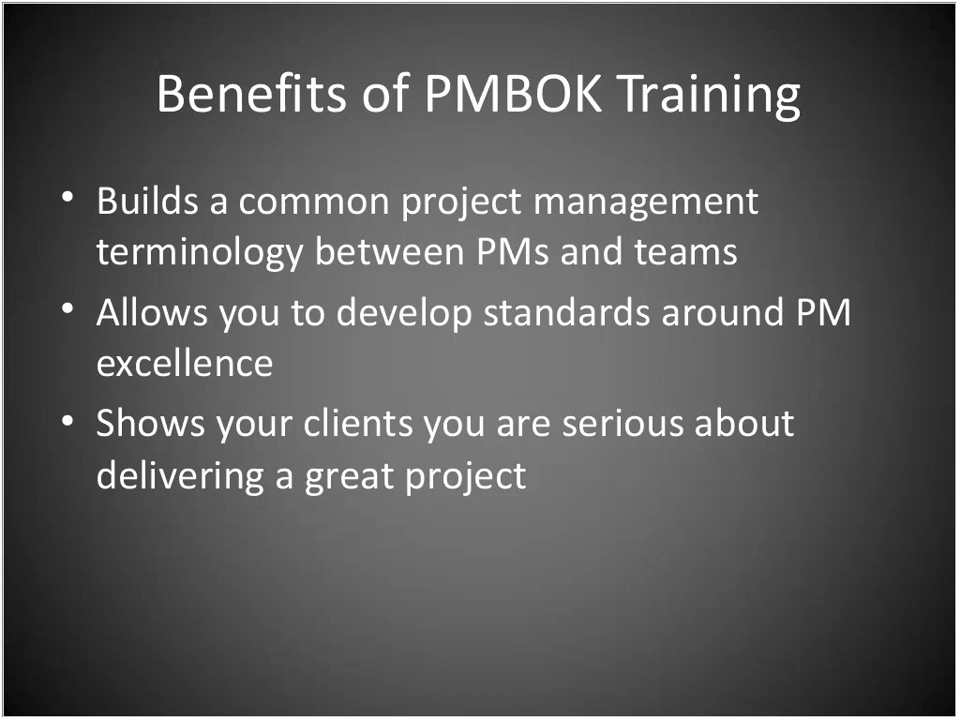 Benefits of PMBOK Training
• Builds a common project management
terminology between PMs and teams
• Allows you to develop standards around PM
excellence
• Shows your clients you are serious about
delivering a great project